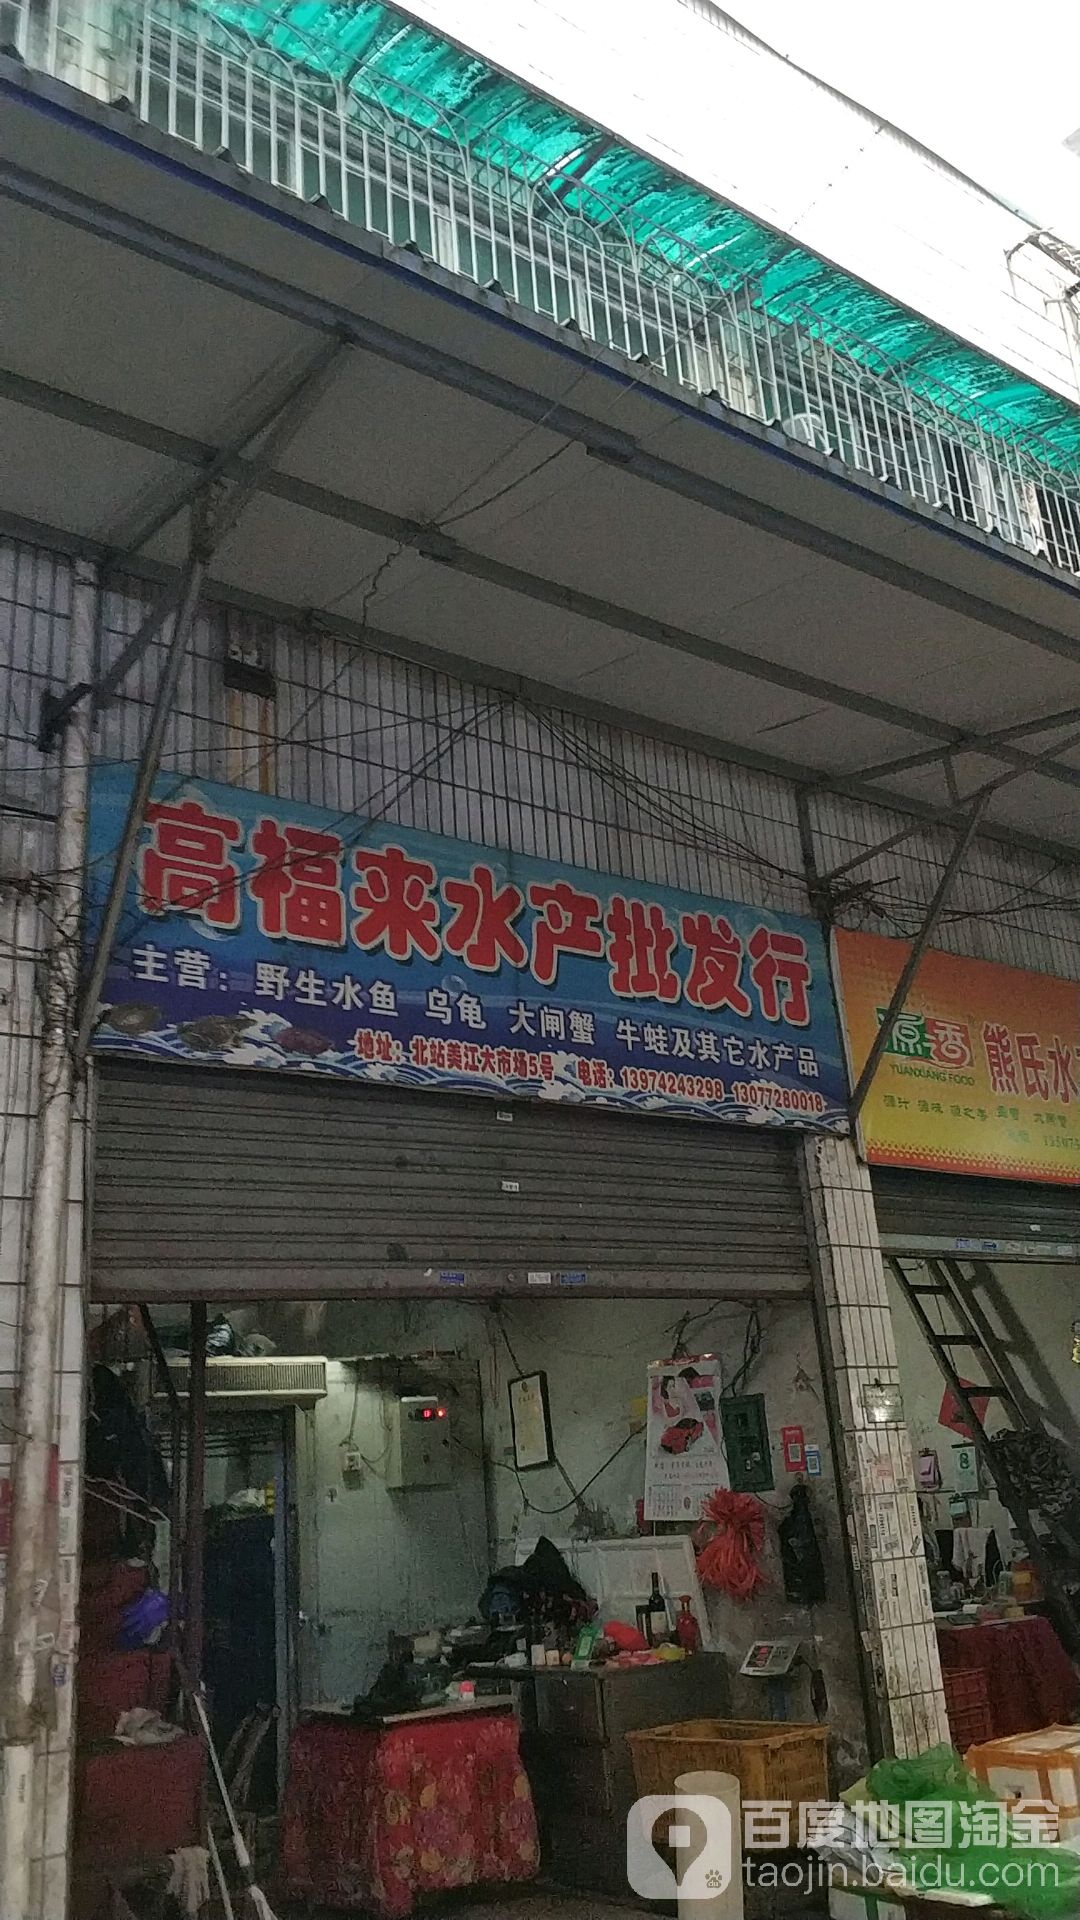 高福来水产批发行
主营：野生水鱼 乌龟 大闸蟹 牛蛙及其它水产品
地址：北站美江大市场5号 电话：13974243298 13077280018
源香
YUANXIANG FOOD
熊氏水
百度地图淘金
taojin.baidu.com